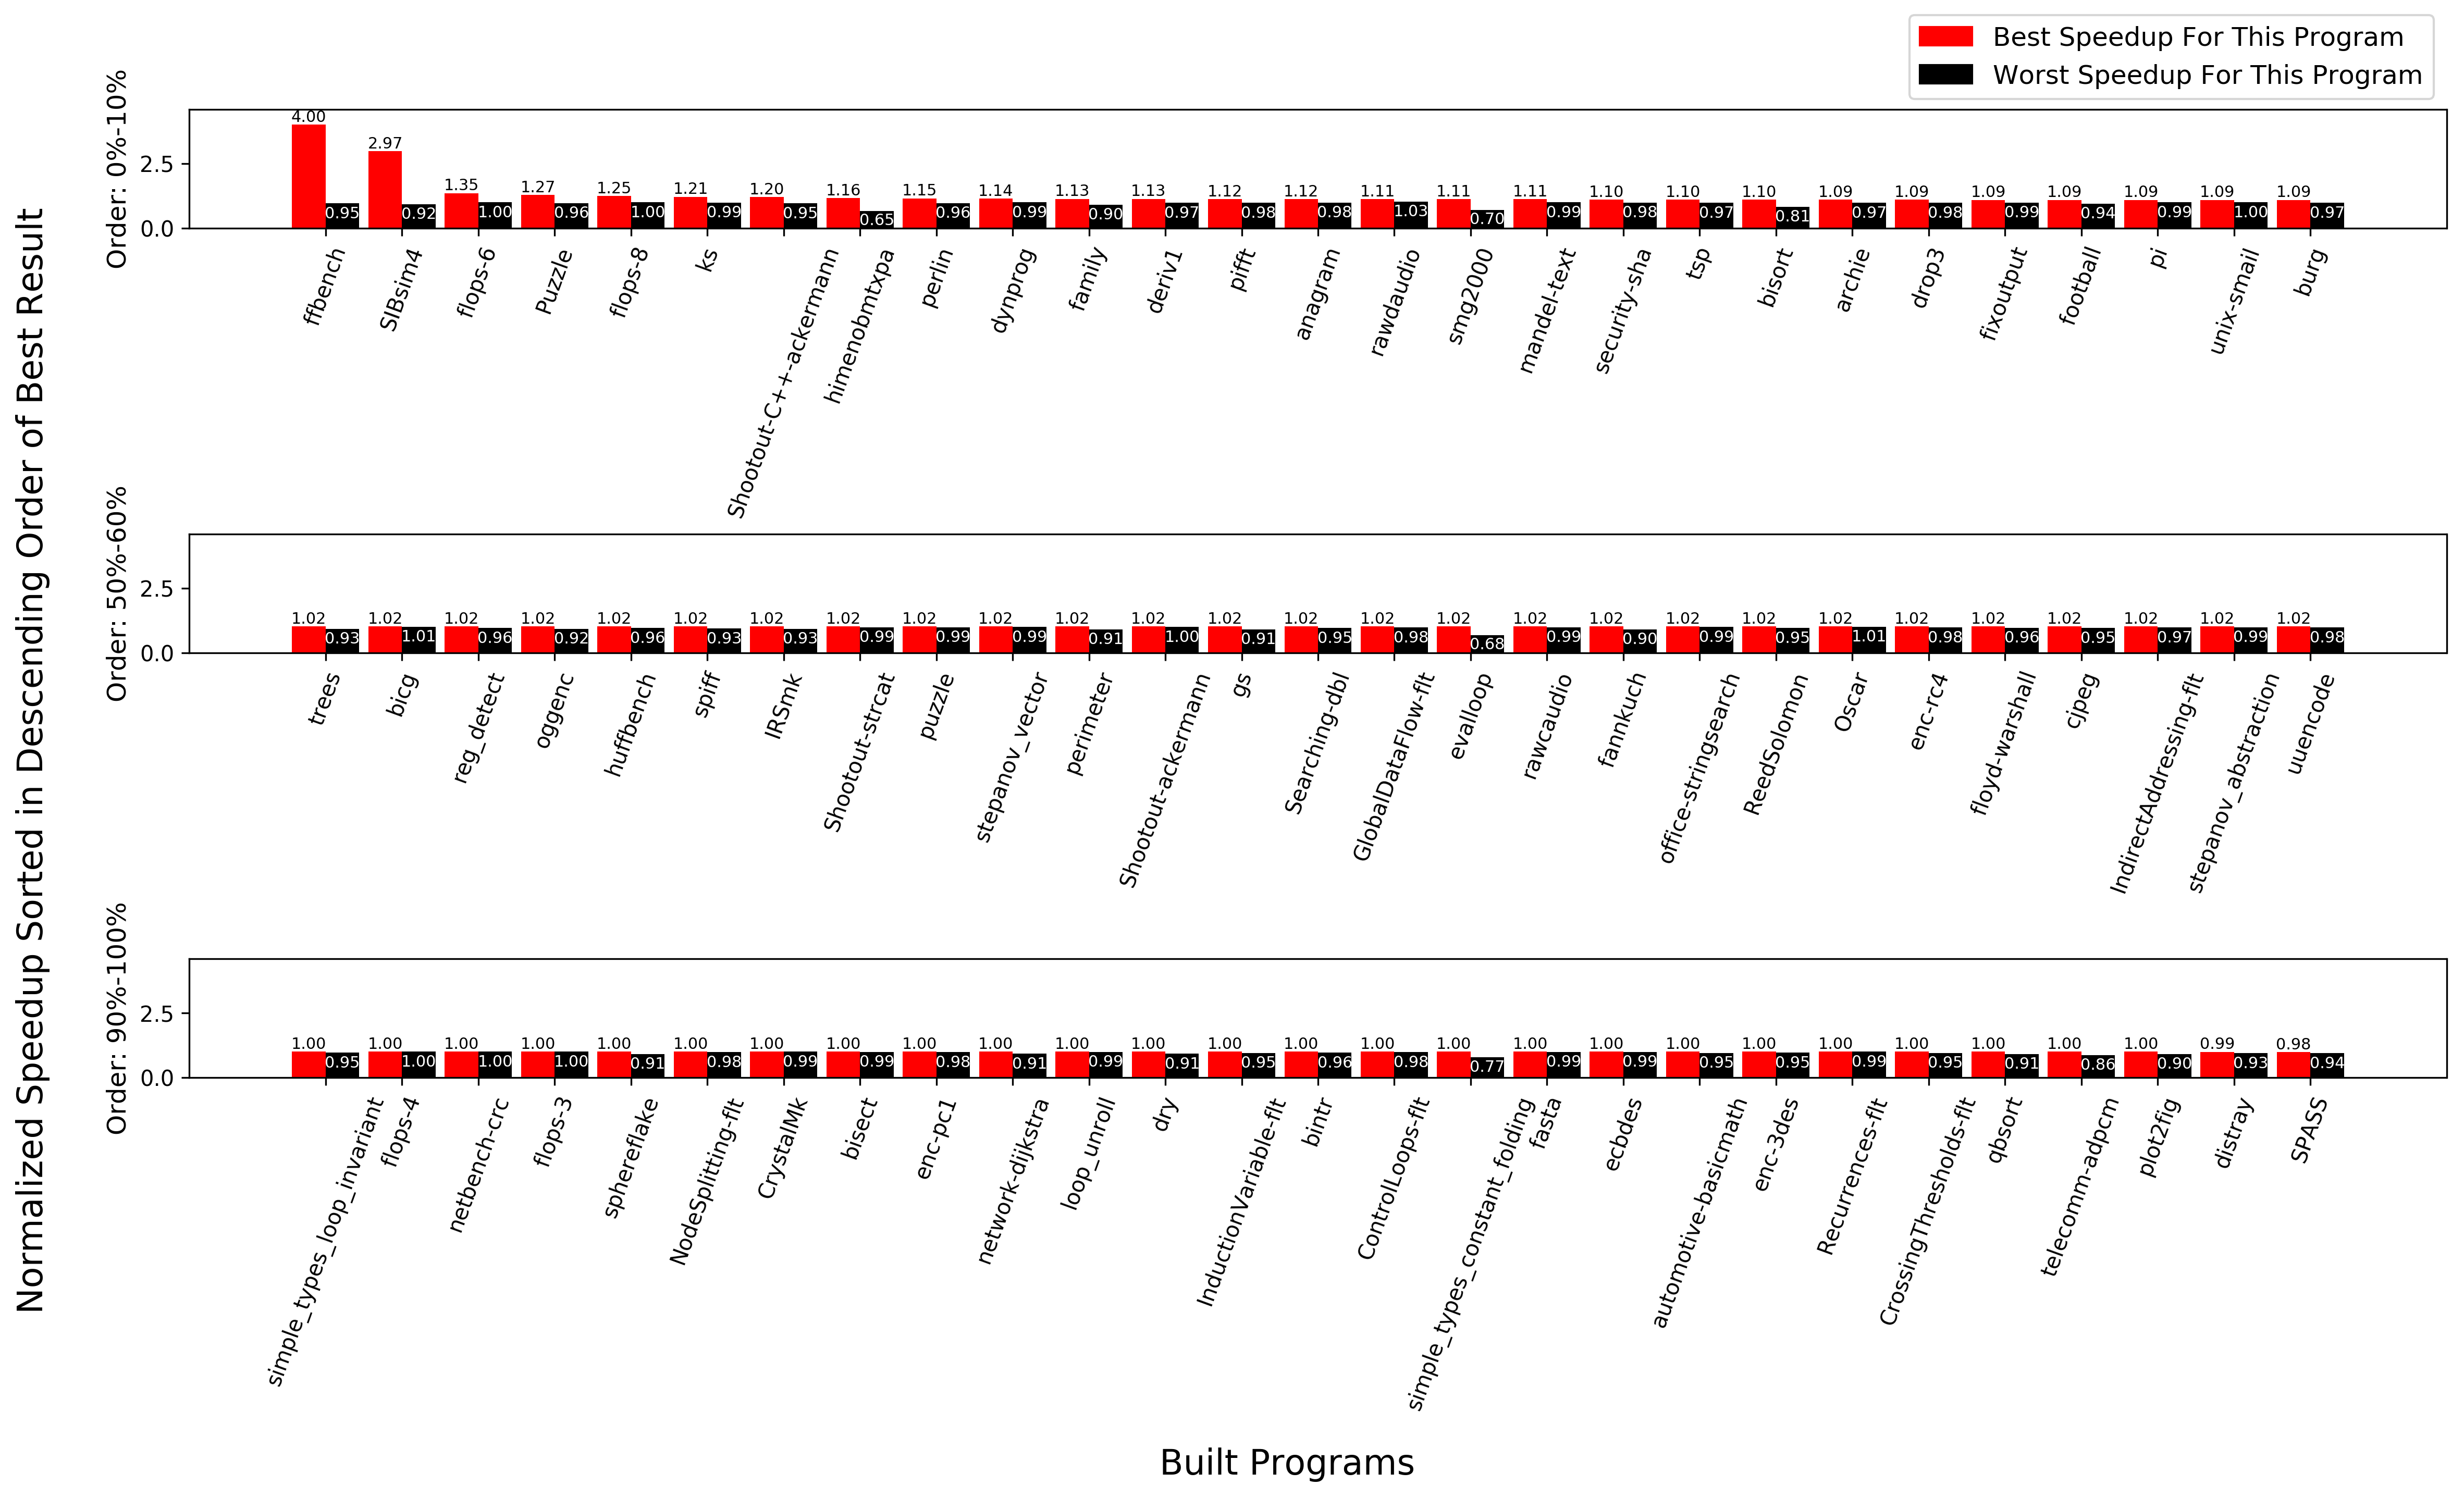 Best Speedup For This Program
Worst Speedup For This Program
Normalized Speedup Sorted in Descending Order of Best Result
Order: 0%-10%
2.5
0.0
4.00 2.97 1.35 1.27 1.25 1.21 1.20 1.16 1.15 1.14 1.13 1.13 1.12 1.12 1.11 1.11 1.11 1.10 1.10 1.10 1.09 1.09 1.09 1.09 1.09 1.09 1.09
0.95 0.92 1.00 0.96 1.00 0.99 0.95 0.65 0.96 0.99 0.90 0.97 0.98 0.98 1.03 0.70 0.99 0.98 0.97 0.81 0.97 0.98 0.99 0.94 0.99 1.00 0.97
ffbench
SIBsim4
flops-6
Puzzle
flops-8
ks
Shootout-C++-ackermann
himenobmtxpa
perlin
dynprog
family
deriv1
pifft
anagram
rawdaudio
smg2000
mandel-text
security-sha
tsp
bisort
archie
drop3
fixoutput
football
pi
unix-smail
burg
Order: 50%-60%
2.5
0.0
1.02 1.02 1.02 1.02 1.02 1.02 1.02 1.02 1.02 1.02 1.02 1.02 1.02 1.02 1.02 1.02 1.02 1.02 1.02 1.02 1.02 1.02 1.02 1.02 1.02 1.02 1.02
0.93 1.01 0.96 0.92 0.96 0.93 0.93 0.99 0.99 0.99 0.91 1.00 0.91 0.95 0.98 0.68 0.99 0.90 0.99 0.95 1.01 0.98 0.96 0.95 0.97 0.99 0.98
trees
bicg
reg_detect
oggenc
huffbench
spiff
IRSmk
Shootout-strcat
puzzle
stepanov_vector
perimeter
Shootout-ackermann
gs
Searching-dbl
GlobalDataFlow-flt
evalloop
rawcaudio
fannkuch
office-stringsearch
ReedSolomon
Oscar
enc-rc4
floyd-warshall
cjpeg
IndirectAddressing-flt
stepanov_abstraction
uuencode
Order: 90%-100%
2.5
0.0
1.00 1.00 1.00 1.00 1.00 1.00 1.00 1.00 1.00 1.00 1.00 1.00 1.00 1.00 1.00 1.00 1.00 1.00 1.00 1.00 1.00 1.00 1.00 1.00 1.00 0.99 0.98
0.95 1.00 1.00 1.00 0.91 0.98 0.99 0.99 0.98 0.91 0.99 0.91 0.95 0.96 0.98 0.77 0.99 0.99 0.95 0.95 0.99 0.95 0.91 0.86 0.90 0.93 0.94
simple_types_loop_invariant
flops-4
netbench-crc
flops-3
sphereflake
NodeSplitting-flt
CrystalMk
bisect
enc-pc1
network-dijkstra
loop_unroll
dry
InductionVariable-flt
bintr
ControlLoops-flt
simple_types_constant_folding
fasta
ecbdes
automotive-basicmath
enc-3des
Recurrences-flt
CrossingThresholds-flt
qbsort
telecomm-adpcm
plot2fig
distray
SPASS
Built Programs